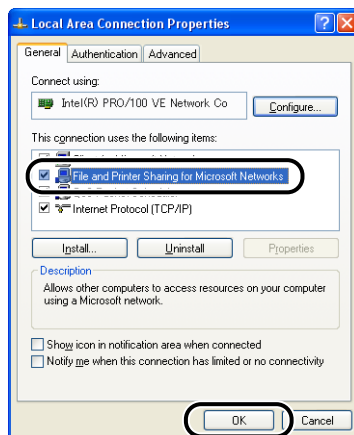 Local Area Connection Properties
General Authentication Advanced
Connect using:
Intel(R) PRO/100 VE Network Co
Configure...
This connection uses the following items:
File and Printer Sharing for Microsoft Networks
Internet Protocol (TCP/IP)
Install... Uninstall Properties
Description
Allows other computers to access resources on your computer
using a Microsoft network.
Show icon in notification area when connected
Notify me when this connection has limited or no connectivity
OK Cancel